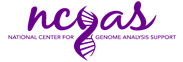 ncgas
NATIONAL CENTER FOR GENOME ANALYSIS SUPPORT